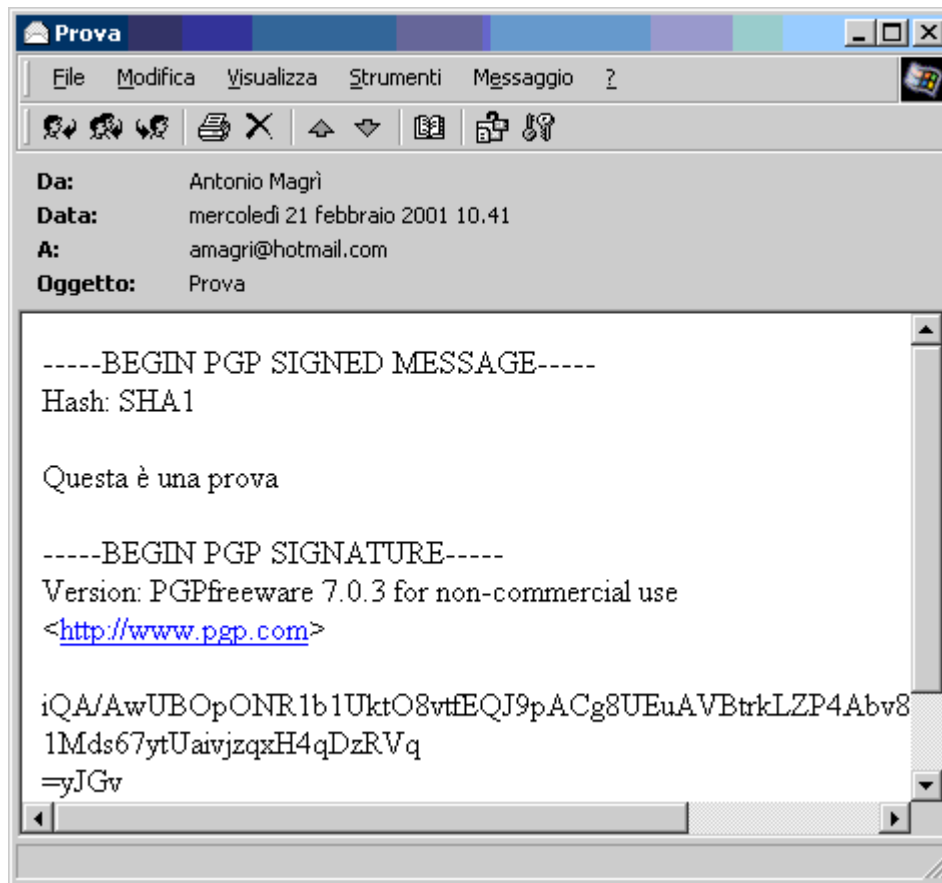 Prova
File Modifica Visualizza Strumenti Messaggio ?
Da: Antonio Magrì
Data: mercoledì 21 febbraio 2001 10.41
A: amagri@hotmail.com
Oggetto: Prova
-----BEGIN PGP SIGNED MESSAGE-----
Hash: SHA1
Questa è una prova
-----BEGIN PGP SIGNATURE-----
Version: PGPfreeware 7.0.3 for non-commercial use
<http://www.pgp.com>
iQA/AwUBOpONR1b1UktO8vtfEQJ9pACg8UEuAVBtrkLZP4Abv8
1Mds67ytUaivjzqxH4qDzRVq
=yJGv